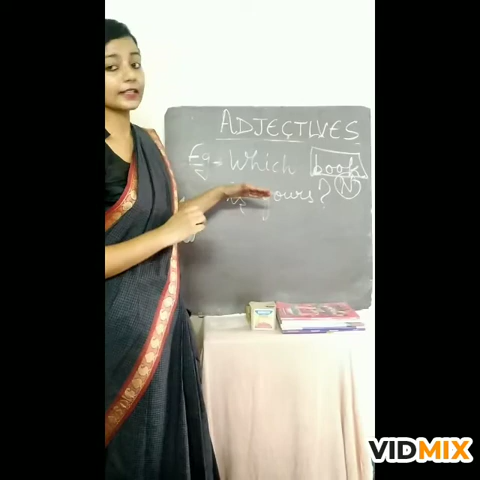 ADJECTIVES
Eg → Which book
N
yours?
VIDMIX